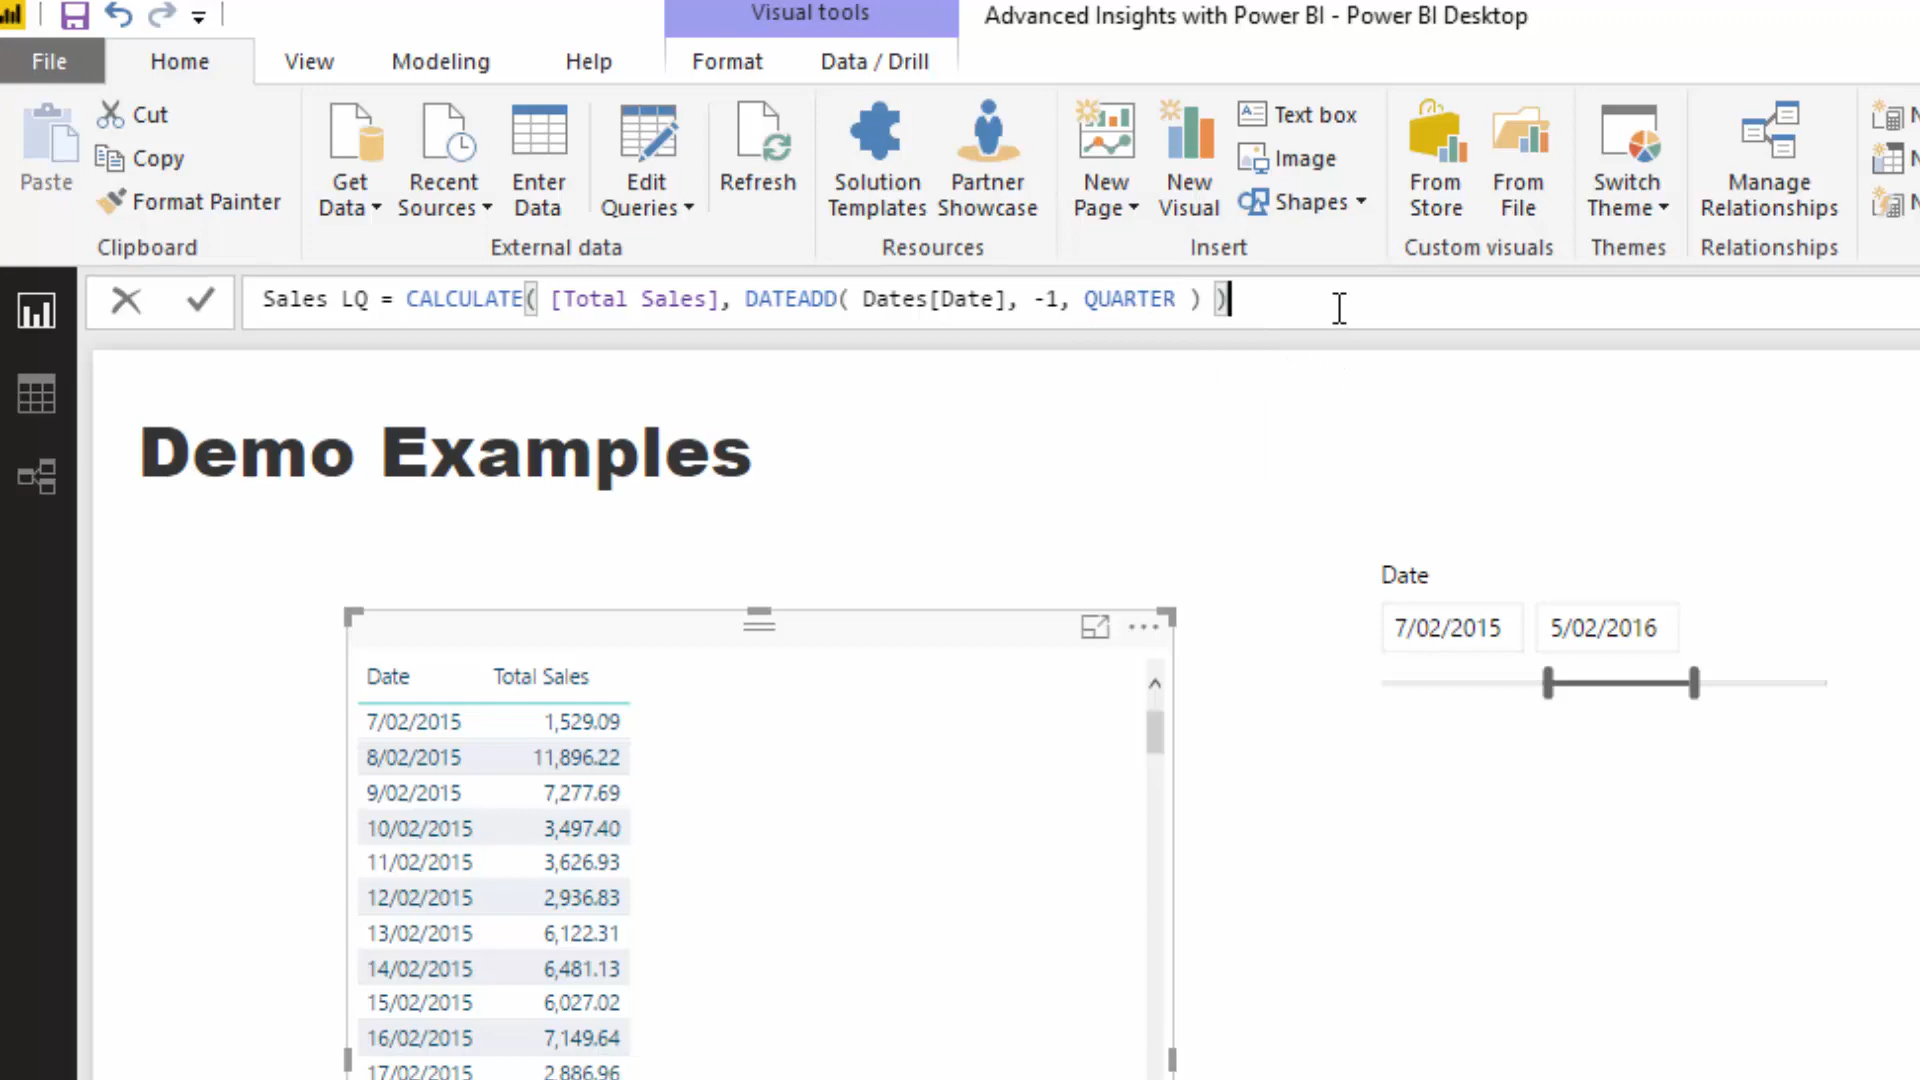 Visual tools
Advanced Insights with Power BI - Power BI Desktop
File
Home
View
Modeling
Help
Format
Data / Drill
Paste
Cut
Copy
Format Painter
Clipboard
Get Data
Recent Sources
Enter Data
Edit Queries
External data
Refresh
Solution Templates
Partner Showcase
Resources
New Page
New Visual
Text box
Image
Shapes
Insert
From Store
From File
Custom visuals
Switch Theme
Themes
Manage Relationships
Relationships
Sales LQ = CALCULATE( [Total Sales], DATEADD( Dates[Date], -1, QUARTER ) )
Demo Examples
Date
7/02/2015 5/02/2016
Date Total Sales
7/02/2015 1,529.09
8/02/2015 11,896.22
9/02/2015 7,277.69
10/02/2015 3,497.40
11/02/2015 3,626.93
12/02/2015 2,936.83
13/02/2015 6,122.31
14/02/2015 6,481.13
15/02/2015 6,027.02
16/02/2015 7,149.64
17/02/2015 2,886.96